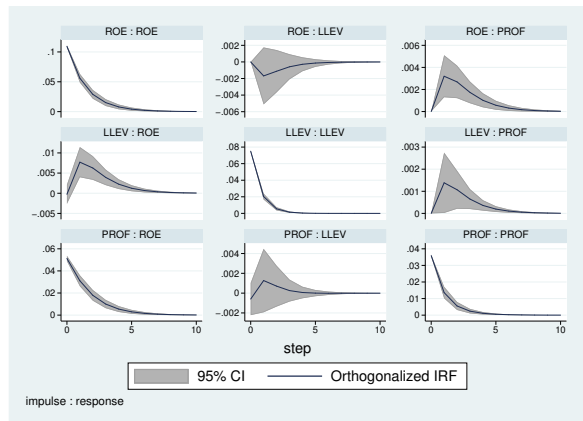 ROE : ROE
ROE : LLEV
ROE : PROF
.1
.05
0
.002
0
−.002
−.004
−.006
.006
.004
.002
0
LLEV : ROE
LLEV : LLEV
LLEV : PROF
.01
.005
0
−.005
.08
.06
.04
.02
0
.003
.002
.001
0
PROF : ROE
PROF : LLEV
PROF : PROF
.06
.04
.02
0
.004
.002
0
−.002
.04
.03
.02
.01
0
0 5 10
0 5 10
0 5 10
step
95% CI
Orthogonalized IRF
impulse : response